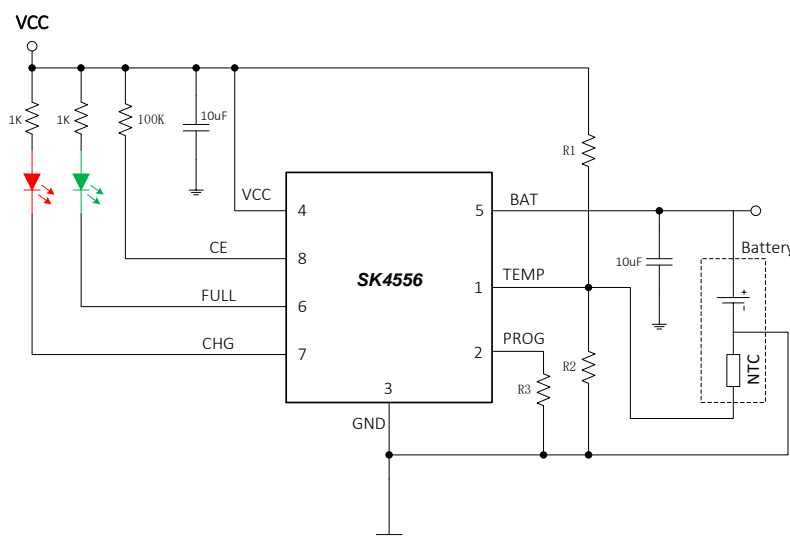 VCC
1K
1K
100K
10uF
R1
VCC
4
5
BAT
Battery
CE
8
10uF
SK4556
1
TEMP
+
-
FULL
6
CHG
7
2
PROG
R3
R2
NTC
3
GND